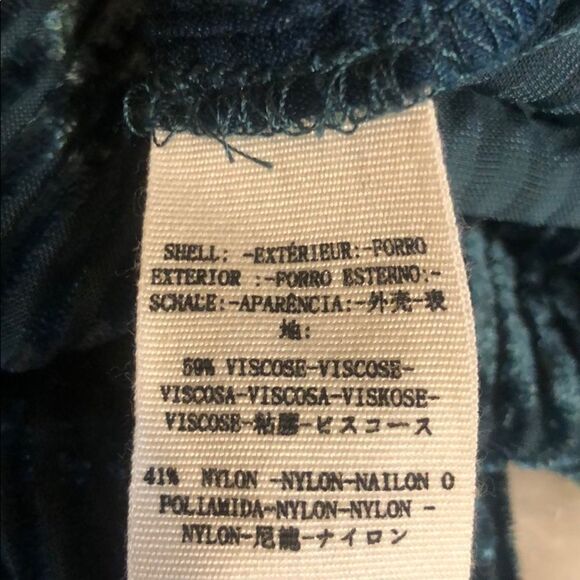 SHELL: -EXTÉRIEUR:-FORRO
EXTERIOR :-FORRO ESTERNO:-
SCHALE:-APARÊNCIA:-外壳-表
地:
59% VISCOSE-VISCOSE-
VISCOSA-VISCOSA-VISKOSE-
VISCOSE-粘膠-ビスコース
41% NYLON -NYLON-NAILON O
POLIAMIDA-NYLON-NYLON -
NYLON-尼龍-ナイロン